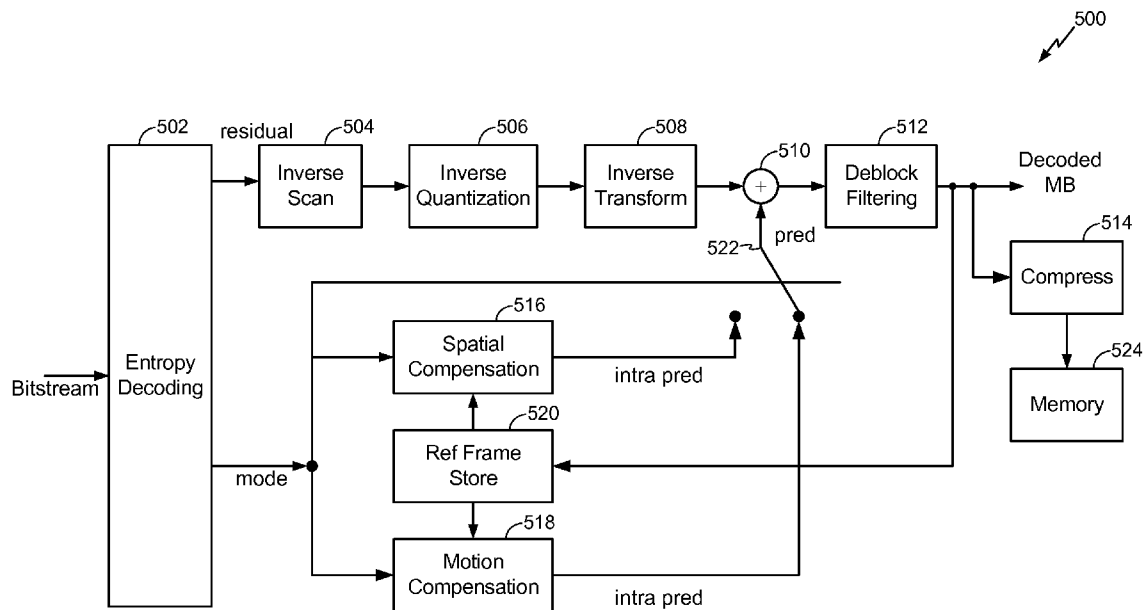 500
502
residual
504
506
508
510
512
Inverse
Scan
Inverse
Quantization
Inverse
Transform
+
Deblock
Filtering
Decoded
MB
522
pred
514
Compress
516
Spatial
Compensation
intra pred
524
Memory
Bitstream
Entropy
Decoding
mode
520
Ref Frame
Store
518
Motion
Compensation
intra pred